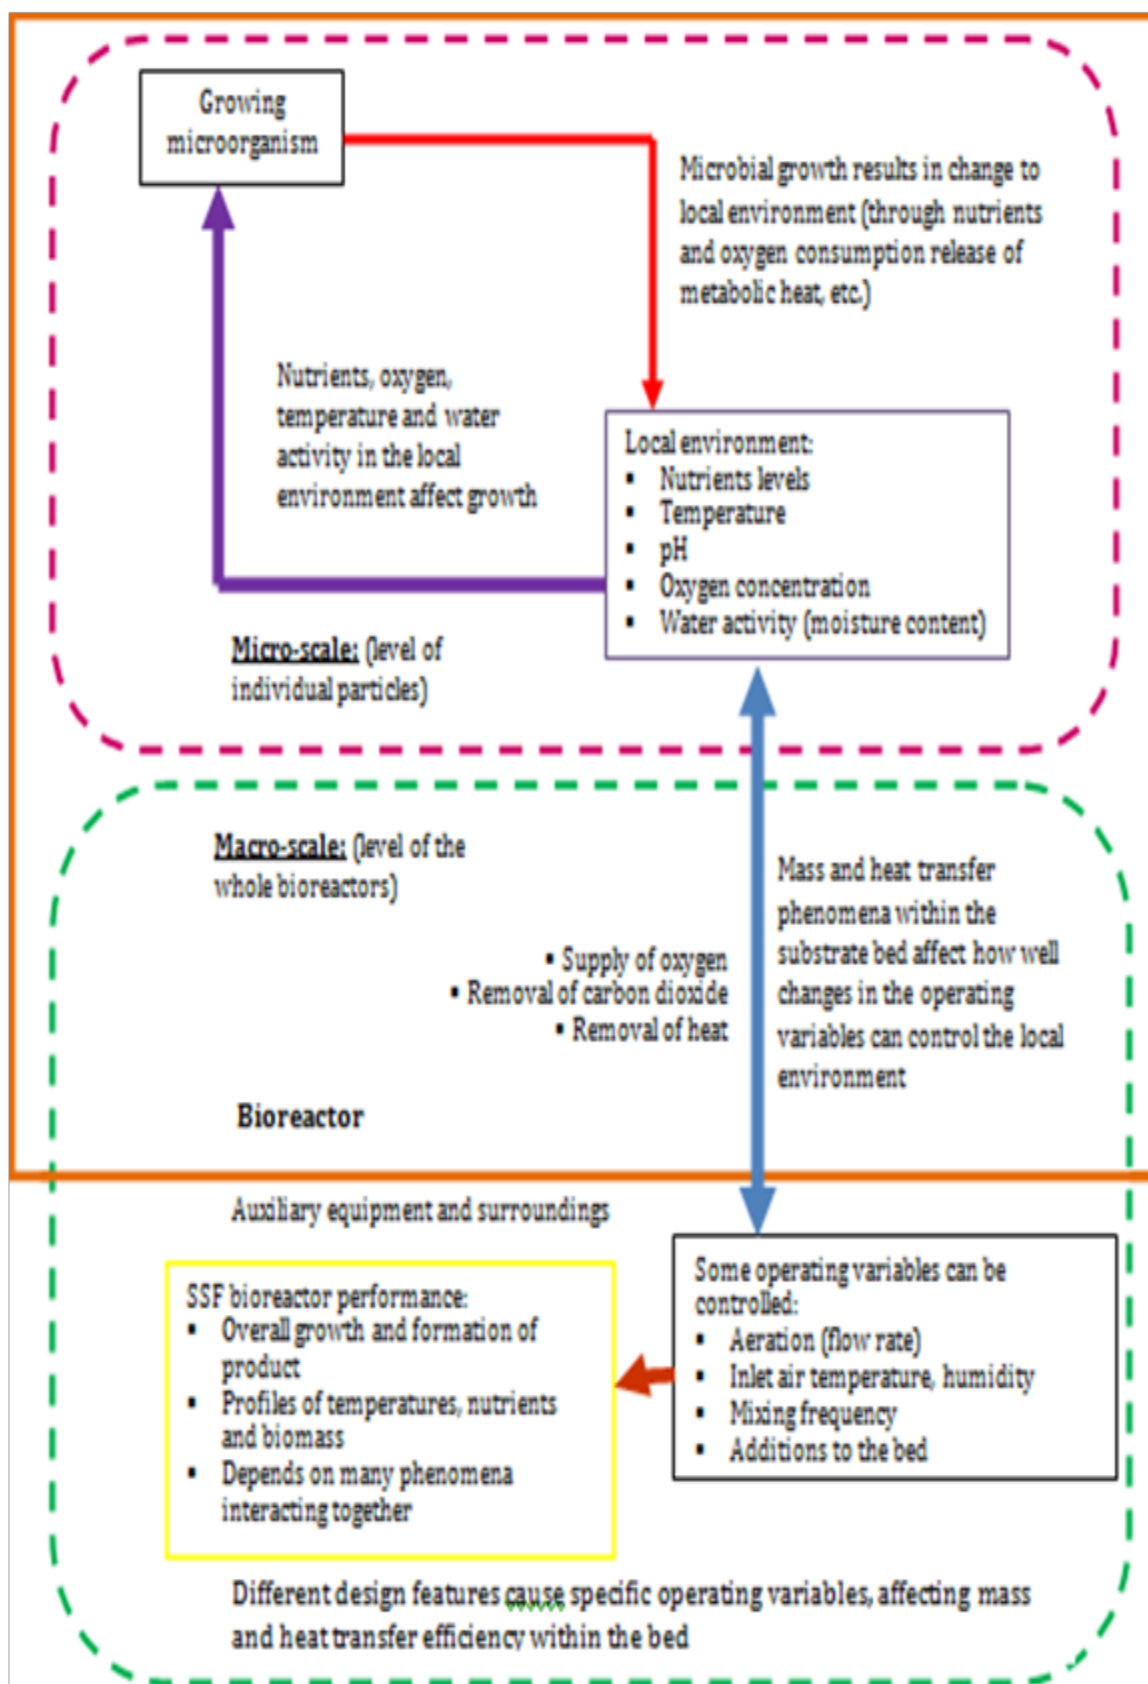 Growing
microorganism
Microbial growth results in change to
local environment (through nutrients
and oxygen consumption release of
metabolic heat, etc.)
Nutrients, oxygen,
temperature and water
activity in the local
environment affect growth
Local environment:
▪ Nutrients levels
▪ Temperature
▪ pH
▪ Oxygen concentration
▪ Water activity (moisture content)
Micro-scale: (level of
individual particles)
Macro-scale: (level of the
whole bioreactors)
Mass and heat transfer
phenomena within the
substrate bed affect how well
changes in the operating
variables can control the local
environment
▪ Supply of oxygen
▪ Removal of carbon dioxide
▪ Removal of heat
Bioreactor
Auxiliary equipment and surroundings
SSF bioreactor performance:
▪ Overall growth and formation of
product
▪ Profiles of temperatures, nutrients
and biomass
▪ Depends on many phenomena
interacting together
Some operating variables can be
controlled:
▪ Aeration (flow rate)
▪ Inlet air temperature, humidity
▪ Mixing frequency
▪ Additions to the bed
Different design features cause specific operating variables, affecting mass
and heat transfer efficiency within the bed